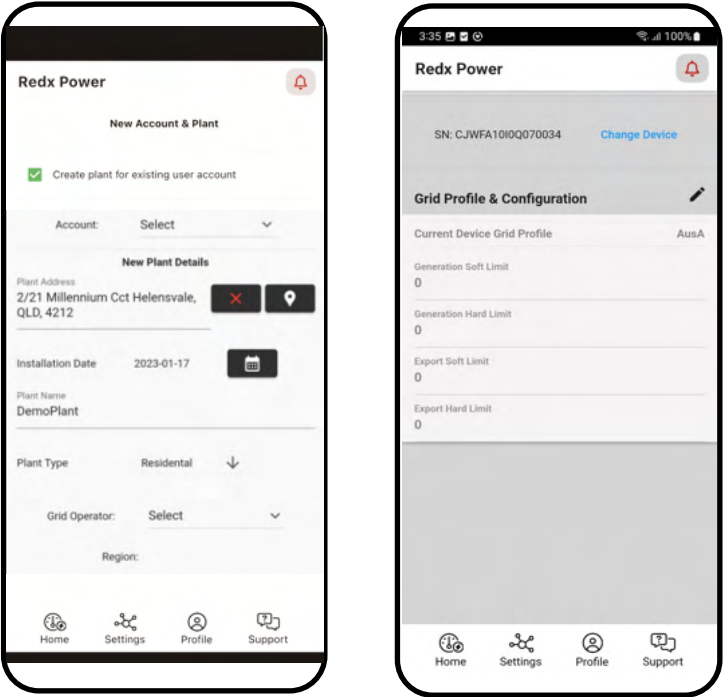 Redx Power
New Account & Plant
Create plant for existing user account
Account:
Select
New Plant Details
Plant Address
2/21 Millennium Cct Helensvale,
QLD, 4212
Installation Date
2023-01-17
Plant Name
DemoPlant
Plant Type
Residental
Grid Operator:
Select
Region:
Home
Settings
Profile
Support
3:35
100%
Redx Power
SN: CJWFA10I0Q070034
Change Device
Grid Profile & Configuration
Current Device Grid Profile
AusA
Generation Soft Limit
0
Generation Hard Limit
0
Export Soft Limit
0
Export Hard Limit
0
Home
Settings
Profile
Support